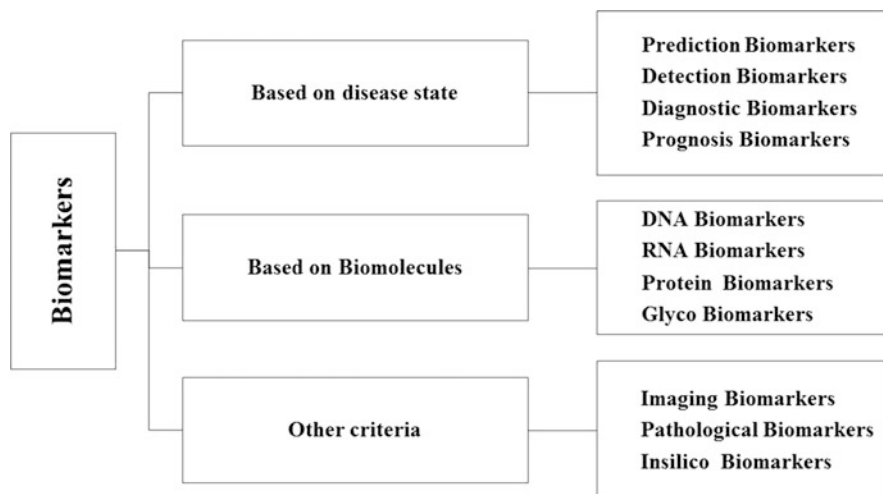 Biomarkers
Based on disease state
Prediction Biomarkers
Detection Biomarkers
Diagnostic Biomarkers
Prognosis Biomarkers
Based on Biomolecules
DNA Biomarkers
RNA Biomarkers
Protein Biomarkers
Glyco Biomarkers
Other criteria
Imaging Biomarkers
Pathological Biomarkers
Insilico Biomarkers